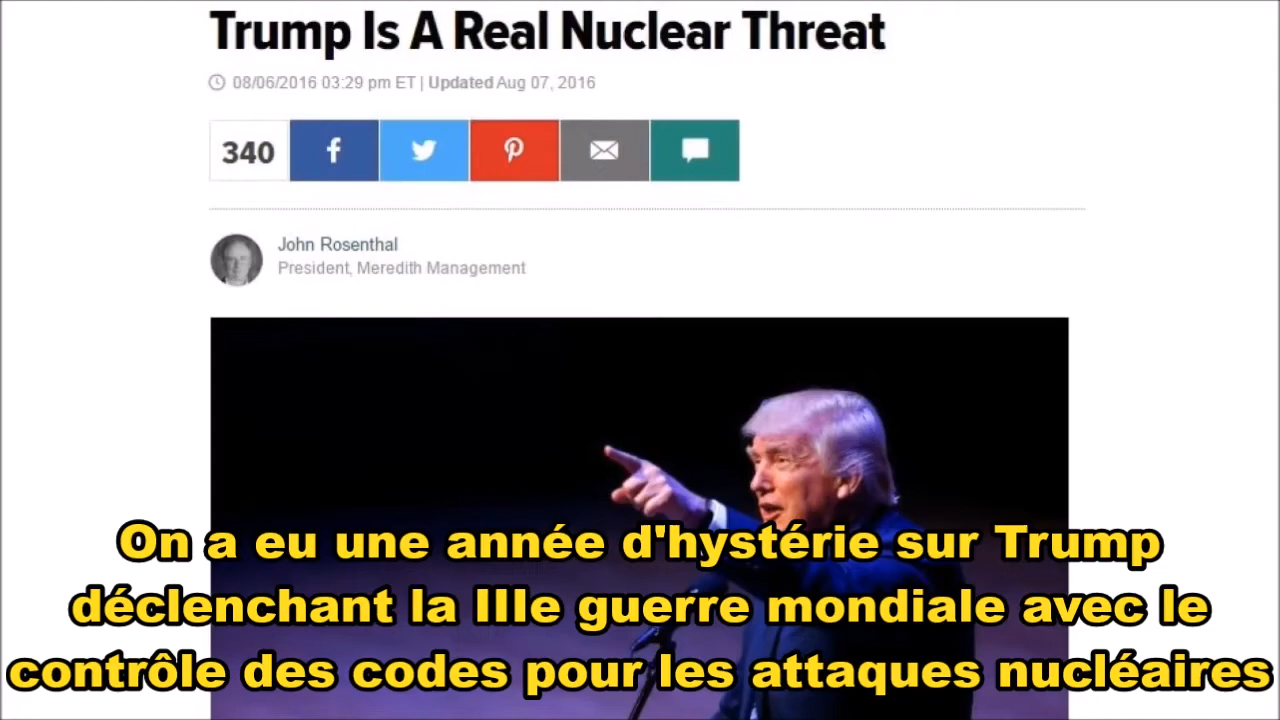 Trump Is A Real Nuclear Threat
08/06/2016 03:29 pm ET | Updated Aug 07, 2016
340
John Rosenthal
President, Meredith Management
On a eu une année d'hystérie sur Trump
déclenchant la IIIe guerre mondiale avec le
contrôle des codes pour les attaques nucléaires